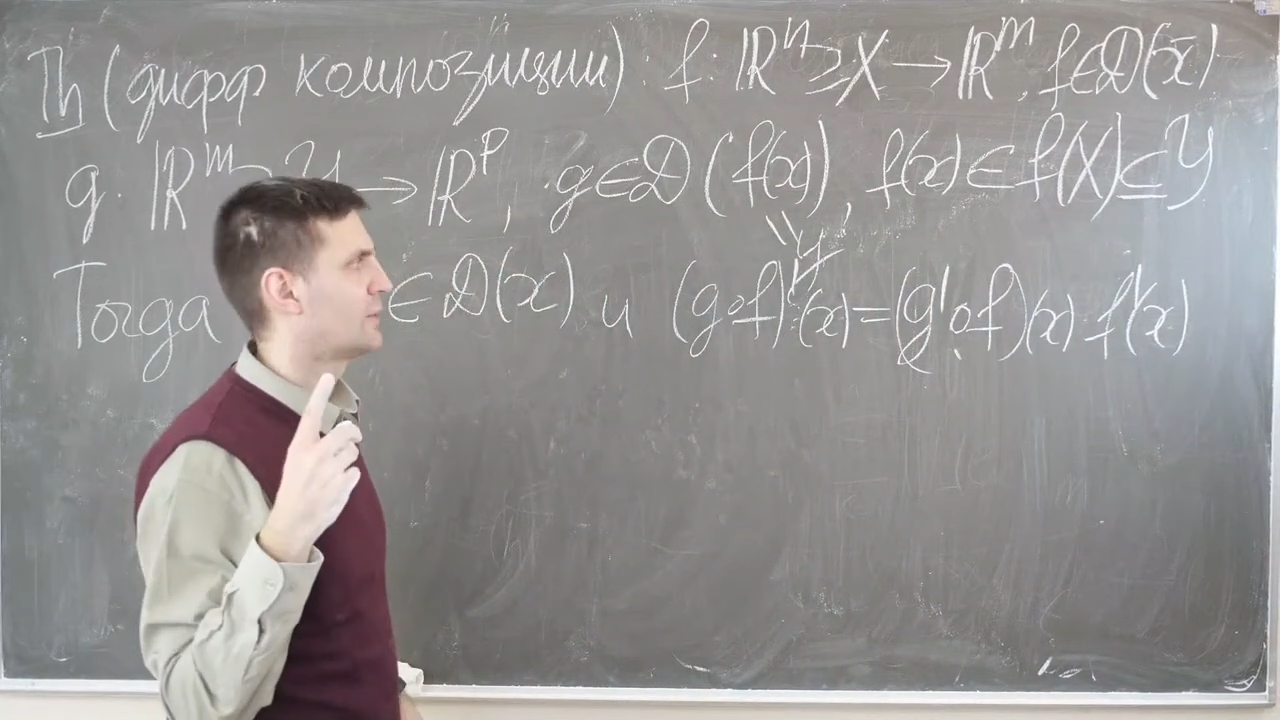 Th (дифф композиции): f: ℝⁿ ⊇ X → ℝᵐ, f∈D(x)
g: ℝᵐ ⊇ Y → ℝᵖ, g∈D(f(x)), f(x)∈f(X)⊆Y
\\ y
Тогда ∈D(x) и (g∘f)'(x)=(g'∘f)(x) f'(x)